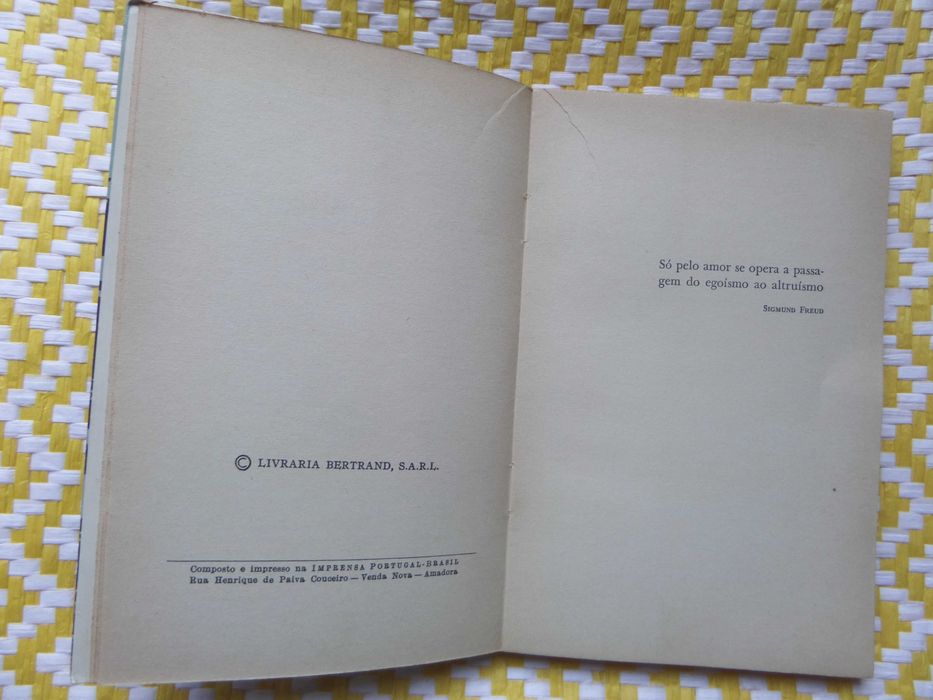 © LIVRARIA BERTRAND, S.A.R.L.
Composto e impresso na IMPRENSA PORTUGAL-BRASIL
Rua Henrique de Paiva Couceiro — Venda Nova — Amadora
Só pelo amor se opera a passa-
gem do egoísmo ao altruísmo
SIGMUND FREUD